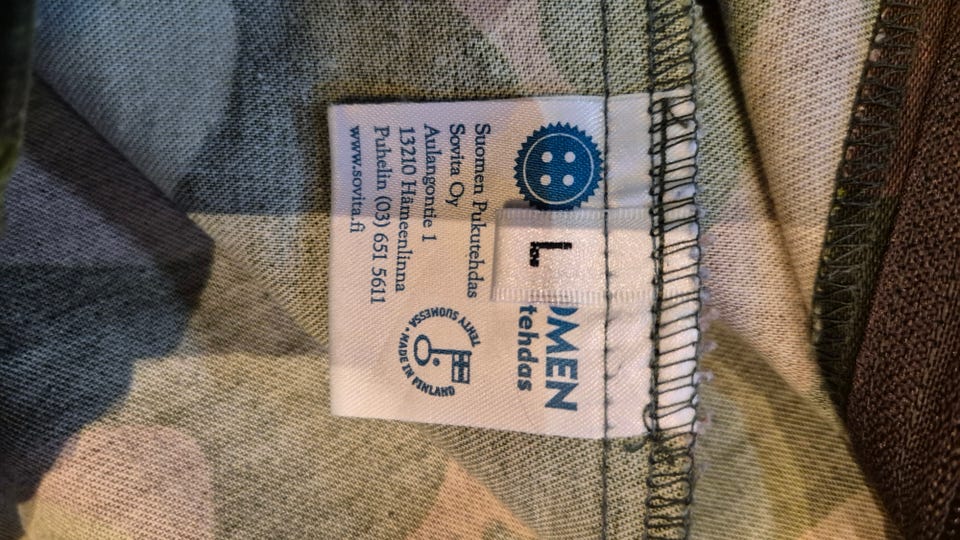 OMEN
tehdas
L
Suomen Pukutehdas
Sovita Oy
Aulangontie 1
13210 Hämeenlinna
Puhelin (03) 651 5611
www.sovita.fi
TEHTY SUOMESSA • MADE IN FINLAND